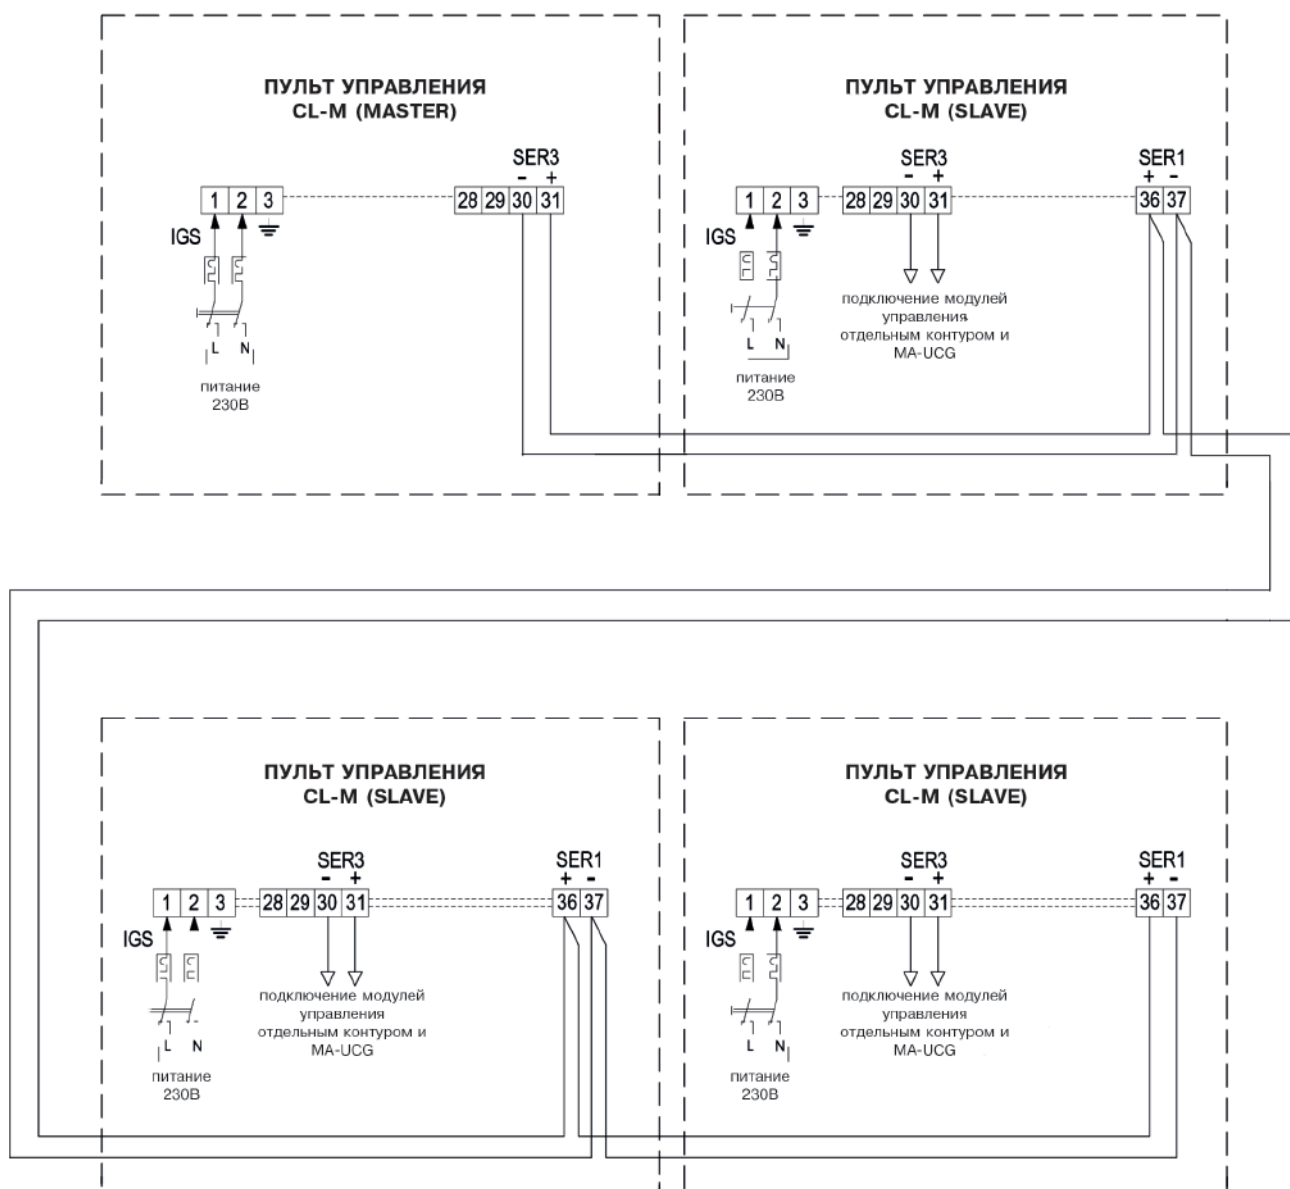 ПУЛЬТ УПРАВЛЕНИЯ
CL-M (MASTER)
SER3
- +
1 2 3 28 29 30 31
IGS
L N
питание
230В
ПУЛЬТ УПРАВЛЕНИЯ
CL-M (SLAVE)
SER3 SER1
- + + -
1 2 3 28 29 30 31 36 37
IGS
подключение модулей
управления
отдельным контуром и
MA-UCG
L N
питание
230В
ПУЛЬТ УПРАВЛЕНИЯ
CL-M (SLAVE)
SER3 SER1
- + + -
1 2 3 28 29 30 31 36 37
IGS
подключение модулей
управления
отдельным контуром и
MA-UCG
L N
питание
230В
ПУЛЬТ УПРАВЛЕНИЯ
CL-M (SLAVE)
SER3 SER1
- + + -
1 2 3 28 29 30 31 36 37
IGS
подключение модулей
управления
отдельным контуром и
MA-UCG
L N
питание
230В